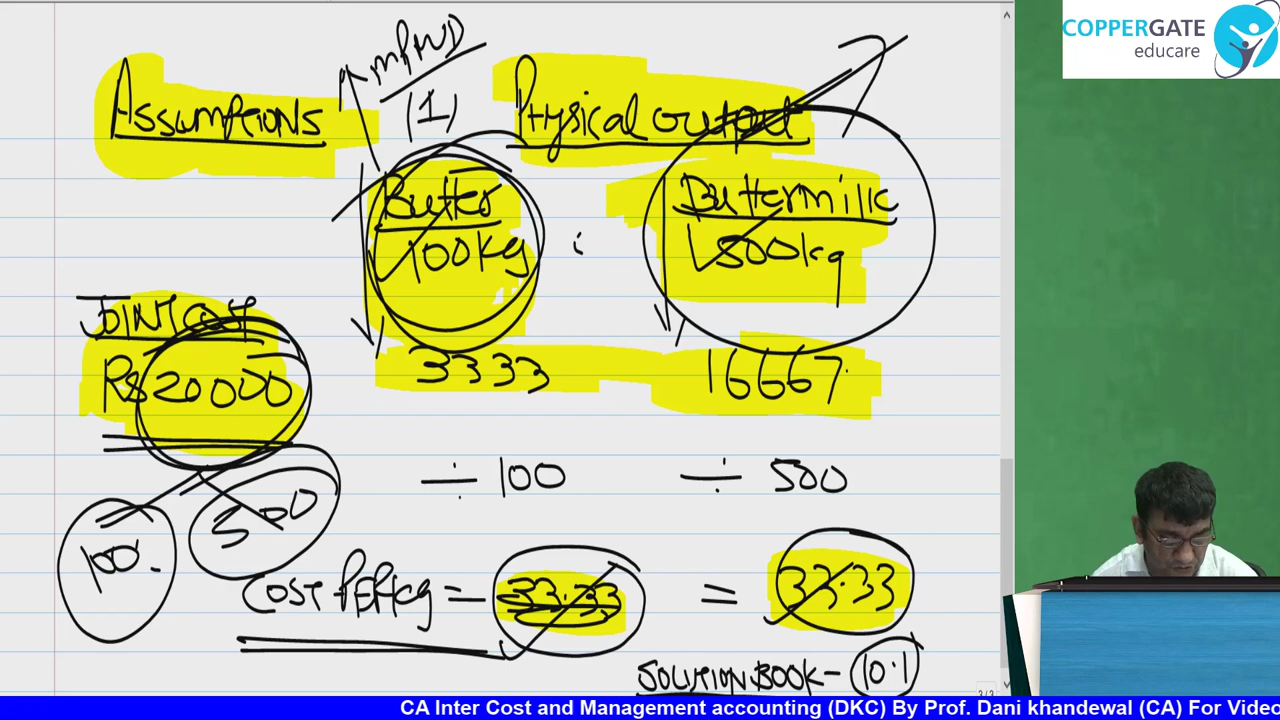 COPPERGATE
educare
(I)
Assumptions
Physical output
Butter
100kg
:
Buttermilk
500kg
JOINT COST
Rs 20000
3333
16667
÷ 100
÷ 500
100
500
COST PER kg = 33.33
= 33.33
SOLUTION BOOK - 10.1
3/3
CA Inter Cost and Management accounting (DKC) By Prof. Dani khandewal (CA) For Video